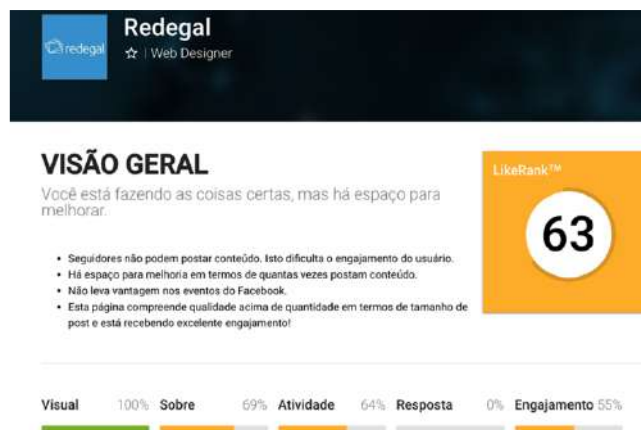 redegal
Redegal
☆ | Web Designer
VISÃO GERAL
Você está fazendo as coisas certas, mas há espaço para
melhorar.
LikeRank™
63
• Seguidores não podem postar conteúdo. Isto dificulta o engajamento do usuário.
• Há espaço para melhoria em termos de quantas vezes postam conteúdo.
• Não leva vantagem nos eventos do Facebook.
• Esta página compreende qualidade acima de quantidade em termos de tamanho de
post e está recebendo excelente engajamento!
Visual 100% Sobre 69% Atividade 64% Resposta 0% Engajamento 55%